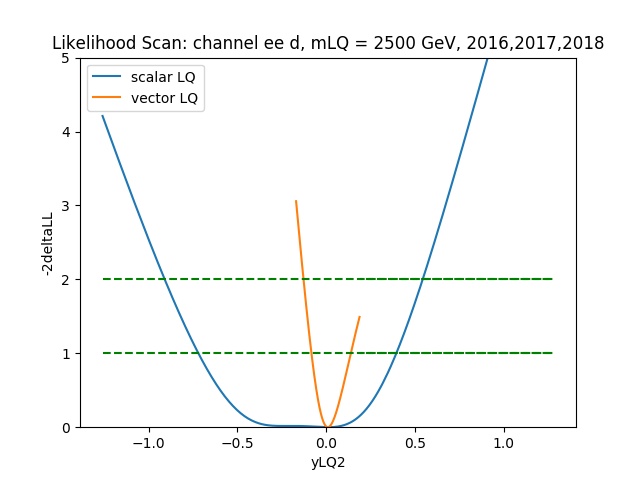 Likelihood Scan: channel ee d, mLQ = 2500 GeV, 2016,2017,2018
scalar LQ
vector LQ
-2deltaLL
5
4
3
2
1
0
−1.0
−0.5
0.0
0.5
1.0
yLQ2